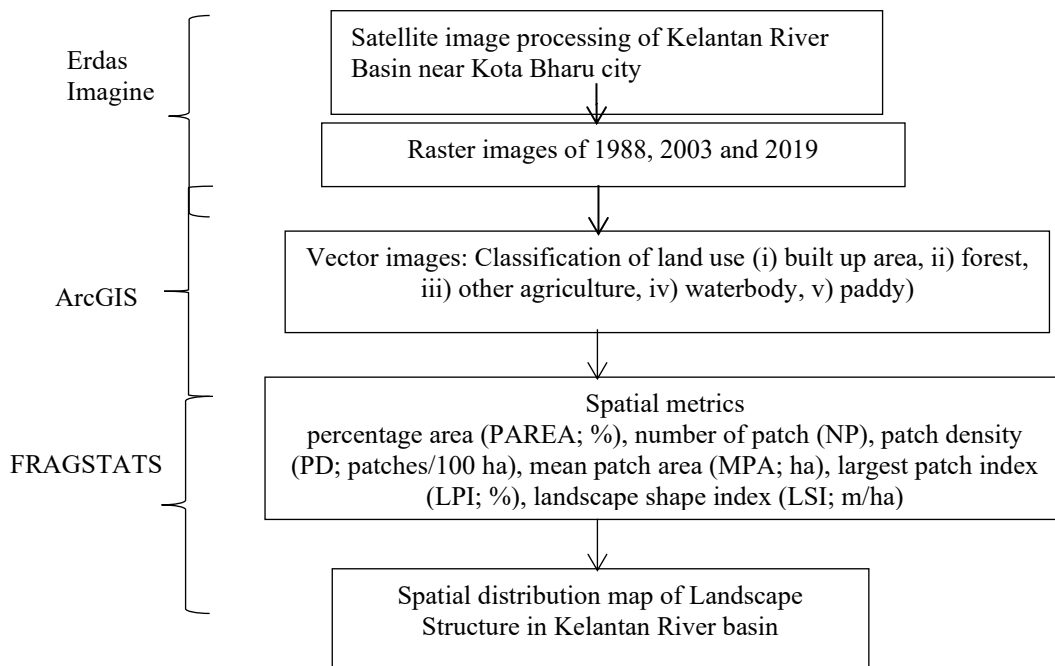 Erdas
Imagine
Satellite image processing of Kelantan River
Basin near Kota Bharu city
Raster images of 1988, 2003 and 2019
ArcGIS
Vector images: Classification of land use (i) built up area, ii) forest,
iii) other agriculture, iv) waterbody, v) paddy)
FRAGSTATS
Spatial metrics
percentage area (PAREA; %), number of patch (NP), patch density
(PD; patches/100 ha), mean patch area (MPA; ha), largest patch index
(LPI; %), landscape shape index (LSI; m/ha)
Spatial distribution map of Landscape
Structure in Kelantan River basin